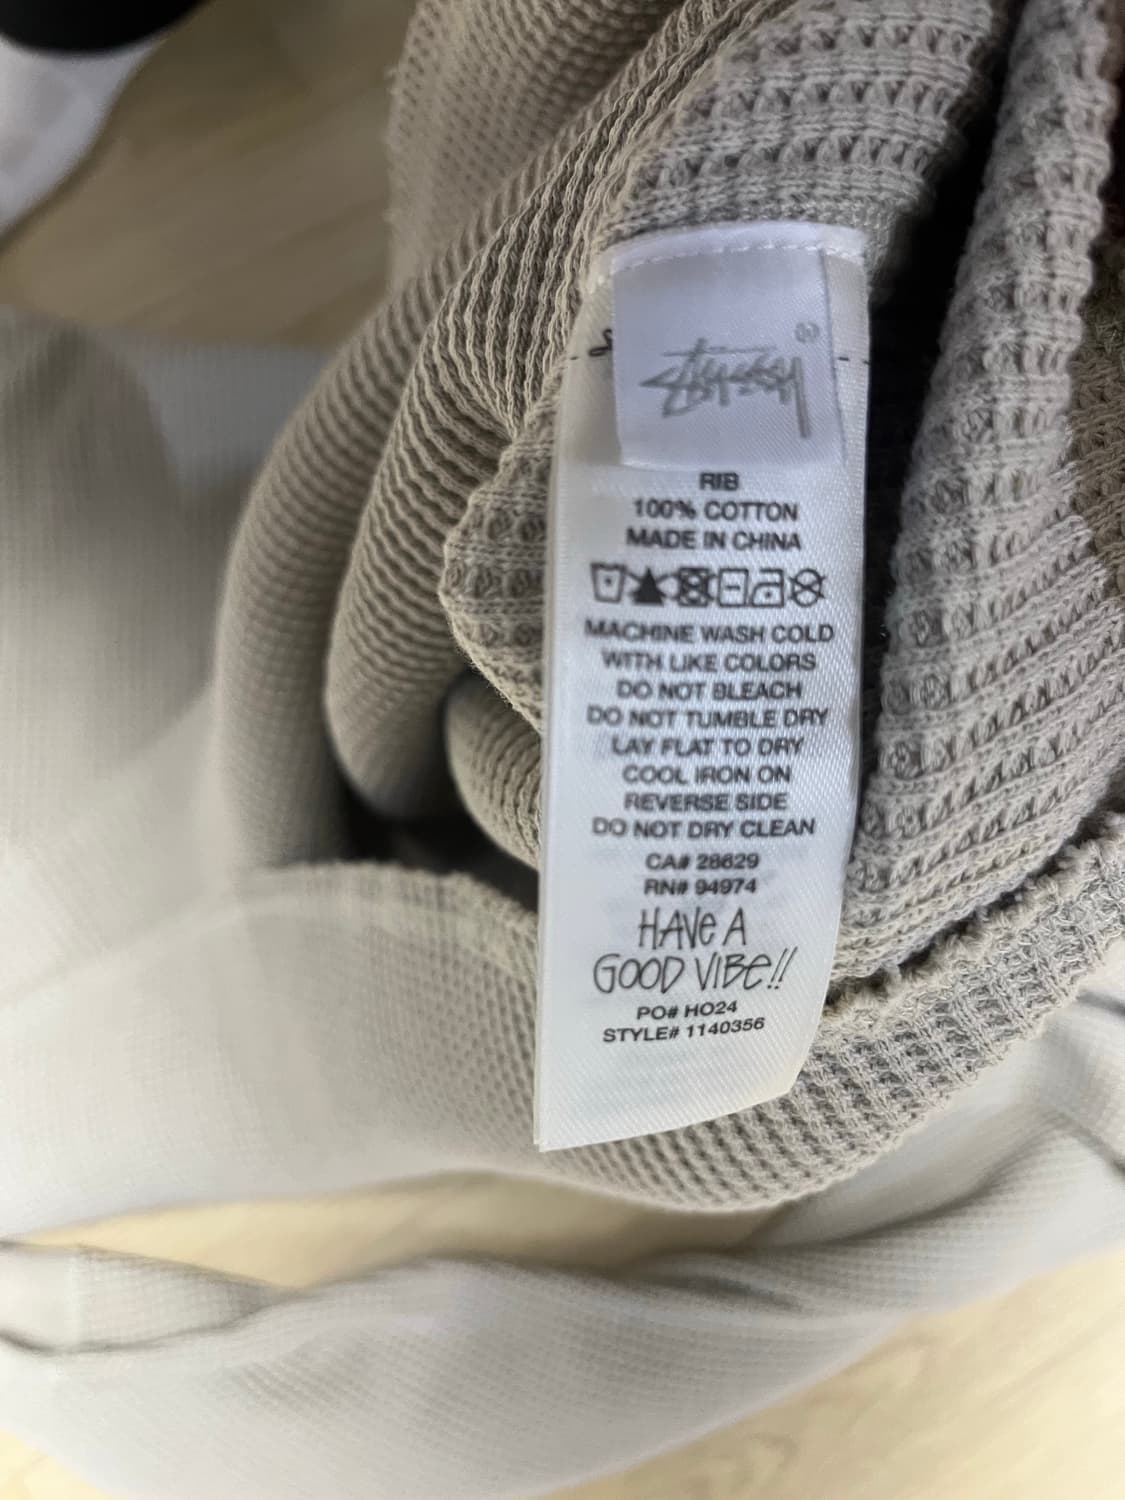 Stüssy ®
RIB
100% COTTON
MADE IN CHINA
MACHINE WASH COLD
WITH LIKE COLORS
DO NOT BLEACH
DO NOT TUMBLE DRY
LAY FLAT TO DRY
COOL IRON ON
REVERSE SIDE
DO NOT DRY CLEAN
CA# 28629
RN# 94974
HAVE A
GOOD VIBE!!
PO# HO24
STYLE# 1140356